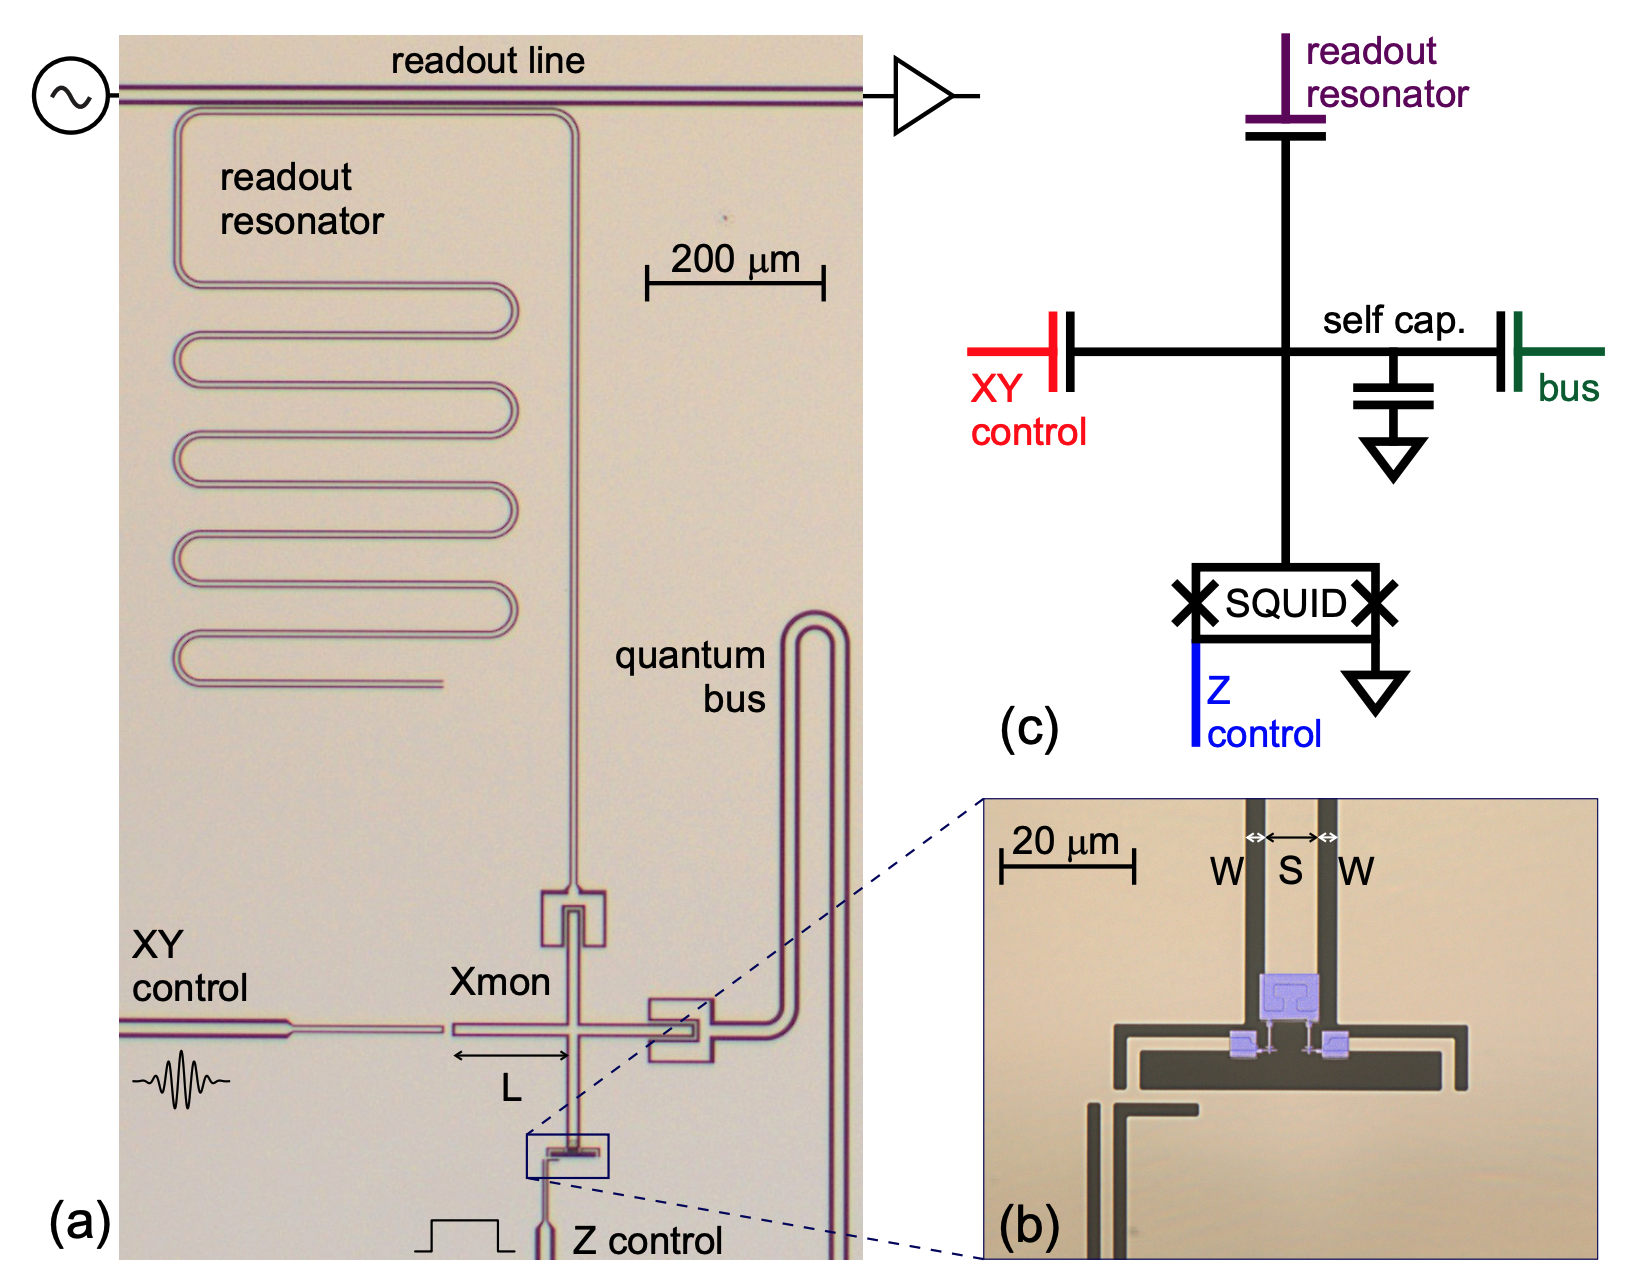 readout line
readout
resonator
200 μm
quantum
bus
XY
control
Xmon
L
Z control
(a)
readout
resonator
self cap.
XY
control
bus
SQUID
Z
control
(c)
20 μm
W
S
W
(b)